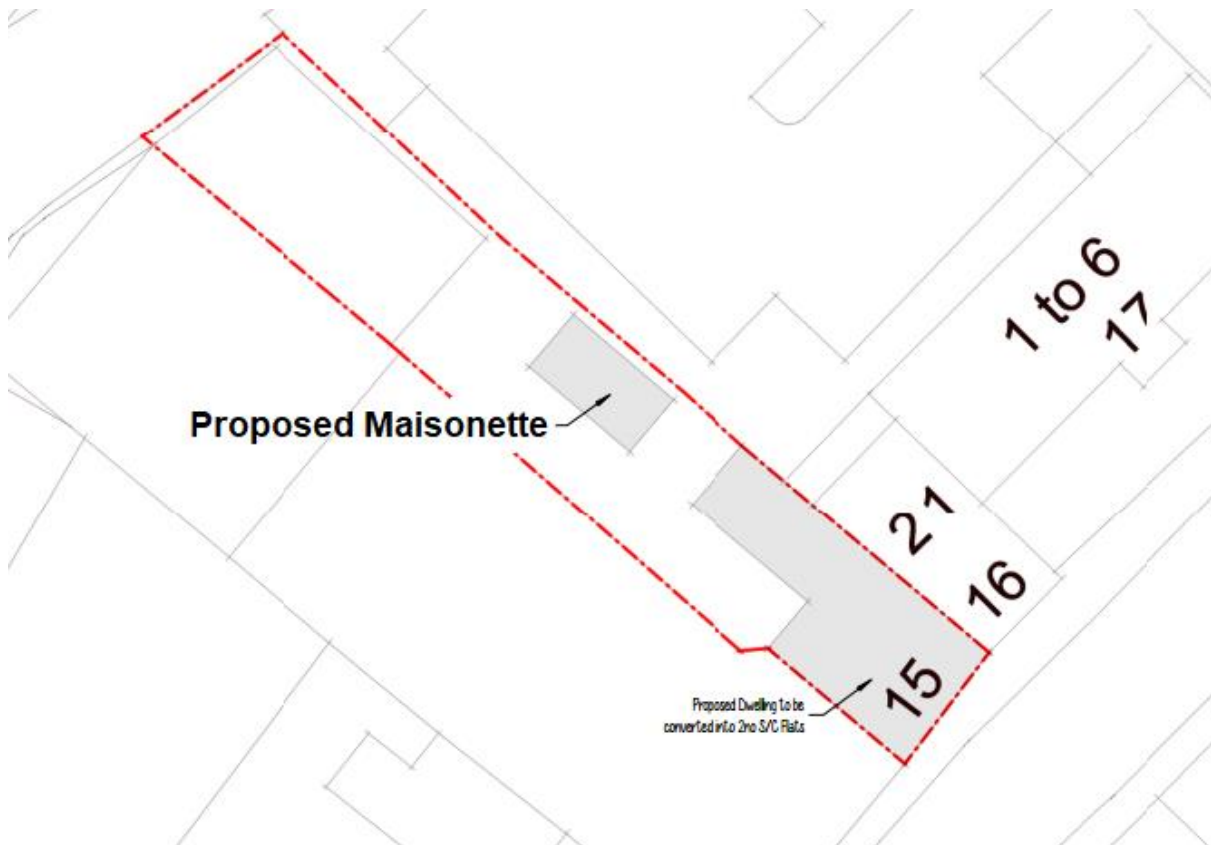 1 to 6
17
Proposed Maisonette
21
16
15
Proposed Dwelling to be
converted into 2no S/C Flats